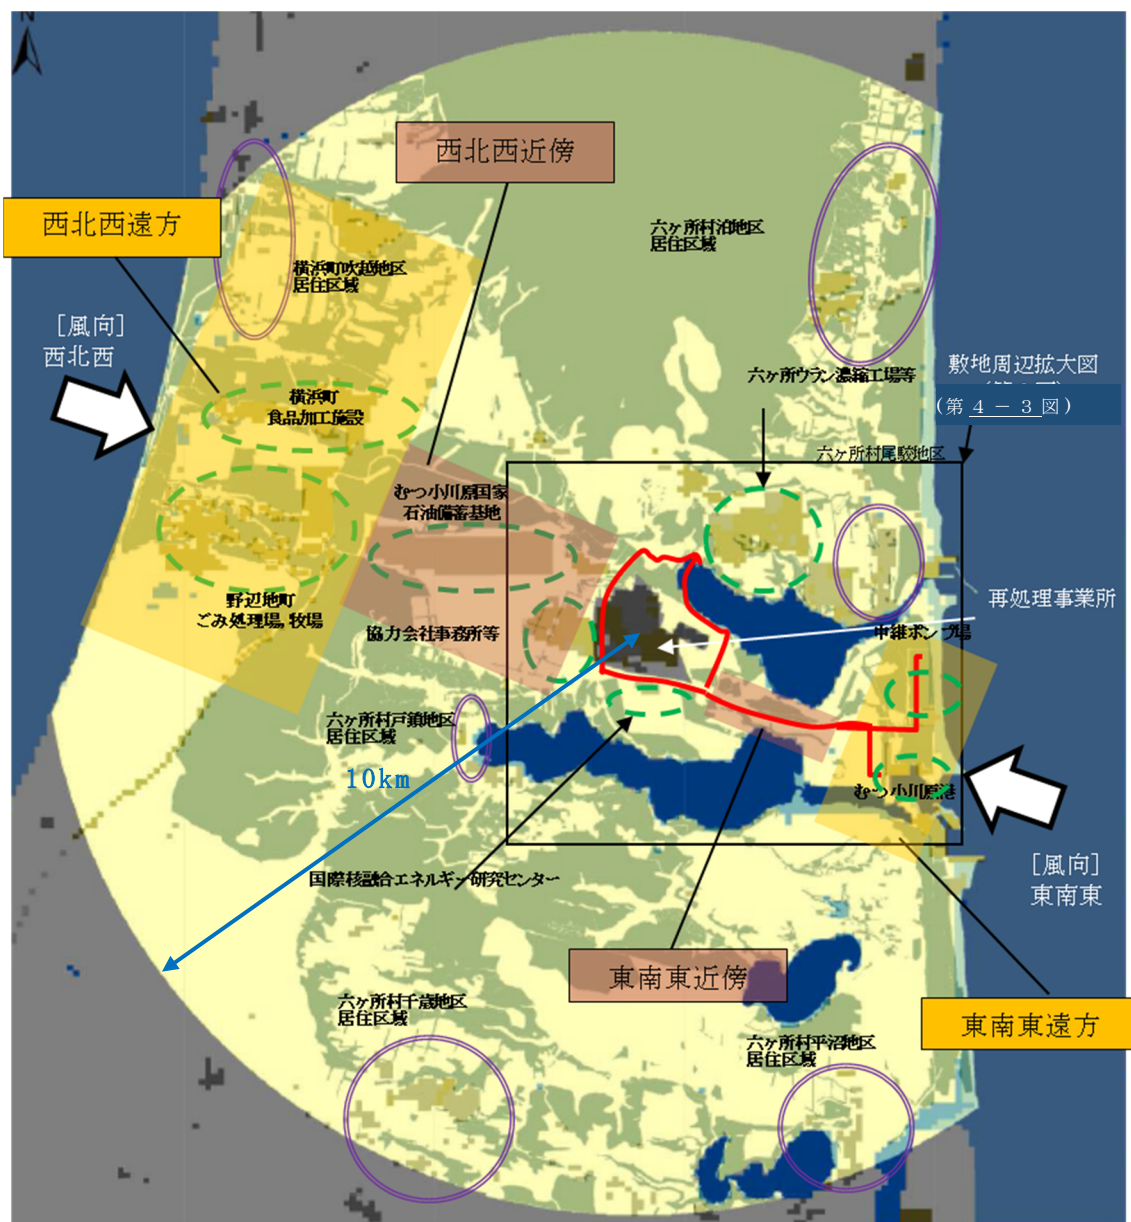 N
西北西近傍
西北西遠方
六ヶ所村泊地区
居住区域
横浜町吹越地区
居住区域
[風向]
西北西
敷地周辺拡大図
(第 4 - 3 図)
六ヶ所ウラン濃縮工場等
横浜町
食品加工施設
六ヶ所村尾駮地区
むつ小川原国家
石油備蓄基地
再処理事業所
野辺地町
ごみ処理場,牧場
協力会社事務所等
中継ポンプ場
六ヶ所村戸鎖地区
居住区域
10km
むつ小川原港
国際核融合エネルギー研究センター
[風向]
東南東
東南東近傍
六ヶ所村千歳地区
居住区域
東南東遠方
六ヶ所村平沼地区
居住区域